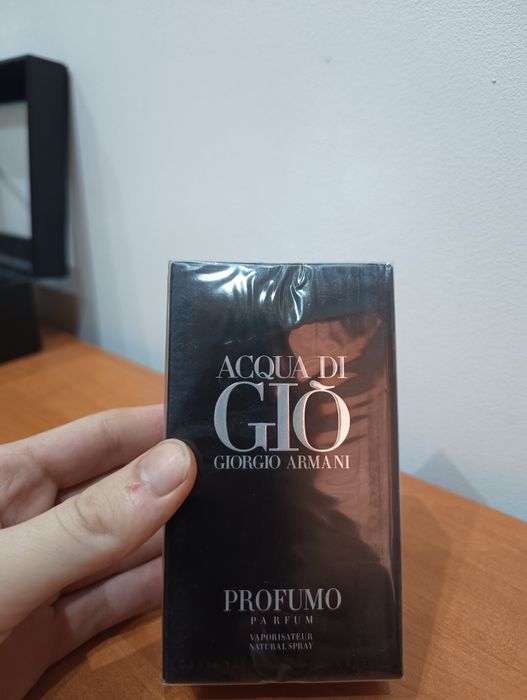 ACQUA DI
GIÒ
GIORGIO ARMANI
PROFUMO
PARFUM
VAPORISATEUR
NATURAL SPRAY